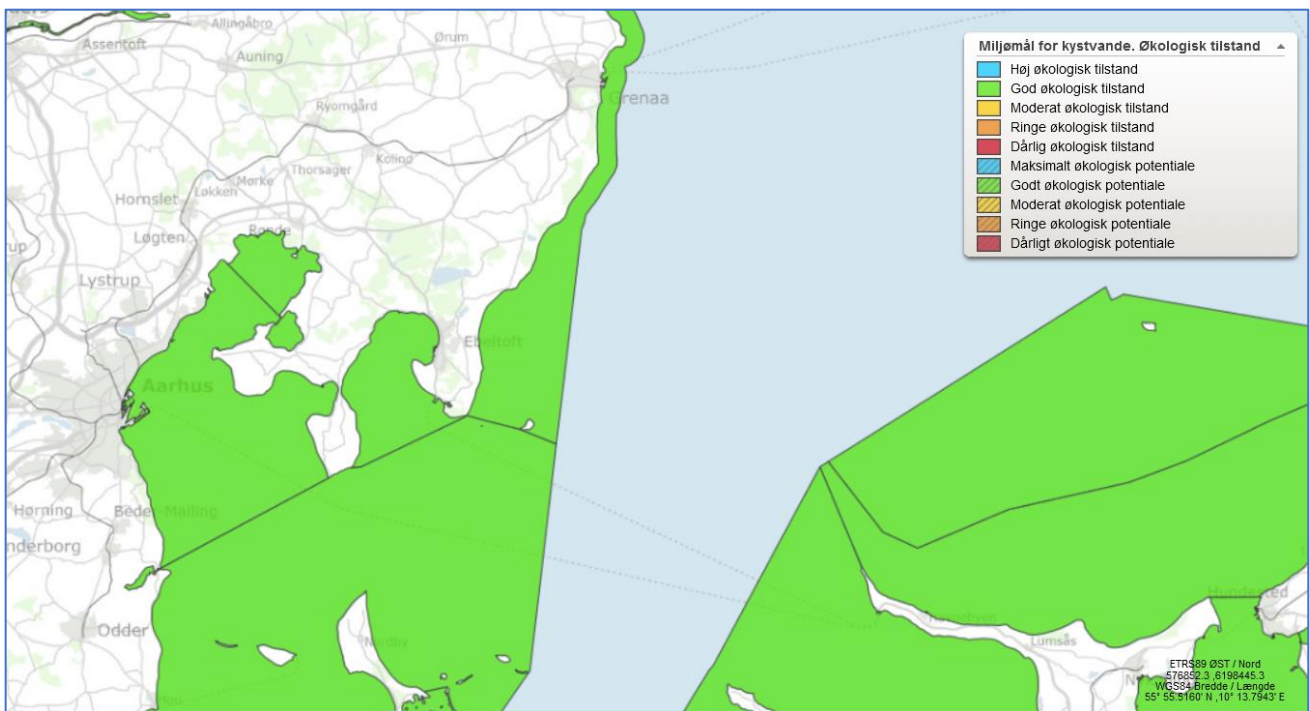 Allingåbro
Assentoft
Auning
Ørum
Grenaa
Ryomgård
Kolind
Thorsager
Mørke
Løkken
Hornslet
Løgten
Rønde
Lystrup
Ebeltoft
Aarhus
Hørning
Beder-Malling
nderborg
Odder
Nordby
Hou
Hundested
Lumsås
Miljømål for kystvande. Økologisk tilstand
Høj økologisk tilstand
God økologisk tilstand
Moderat økologisk tilstand
Ringe økologisk tilstand
Dårlig økologisk tilstand
Maksimalt økologisk potentiale
Godt økologisk potentiale
Moderat økologisk potentiale
Ringe økologisk potentiale
Dårligt økologisk potentiale
ETRS89 ØST / Nord
576852.3 ,6198445.3
WGS84 Bredde / Længde
55° 55.5160' N ,10° 13.7943' E